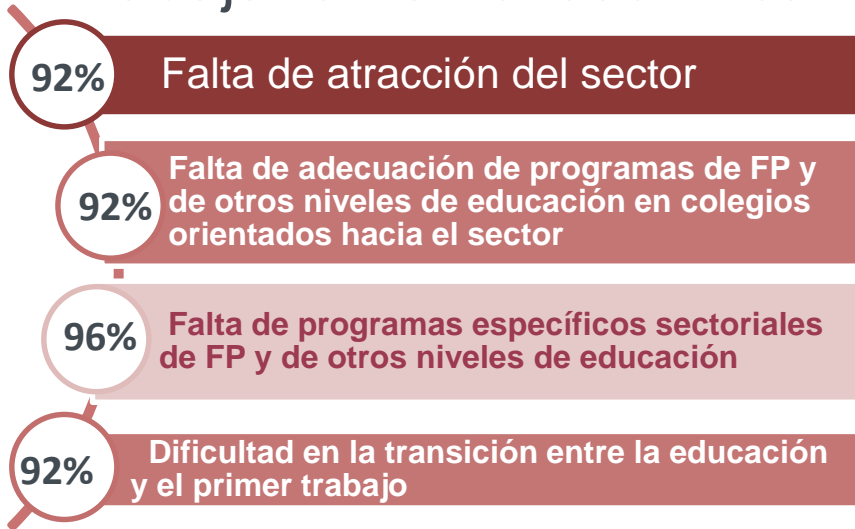 92%
Falta de atracción del sector
92%
Falta de adecuación de programas de FP y
de otros niveles de educación en colegios
orientados hacia el sector
96%
Falta de programas específicos sectoriales
de FP y de otros niveles de educación
92%
Dificultad en la transición entre la educación
y el primer trabajo